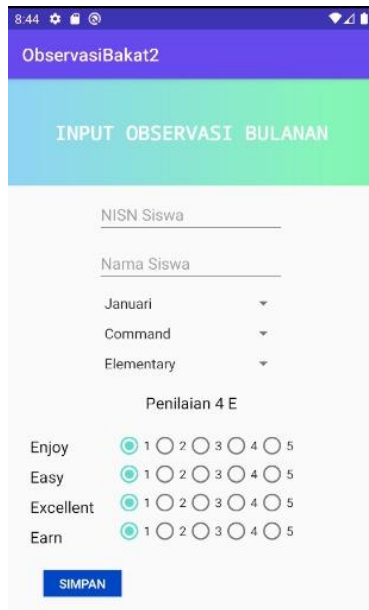 8:44
ObservasiBakat2
INPUT OBSERVASI BULANAN
NISN Siswa
Nama Siswa
Januari
Command
Elementary
Penilaian 4 E
Enjoy 1 2 3 4 5
Easy 1 2 3 4 5
Excellent 1 2 3 4 5
Earn 1 2 3 4 5
SIMPAN